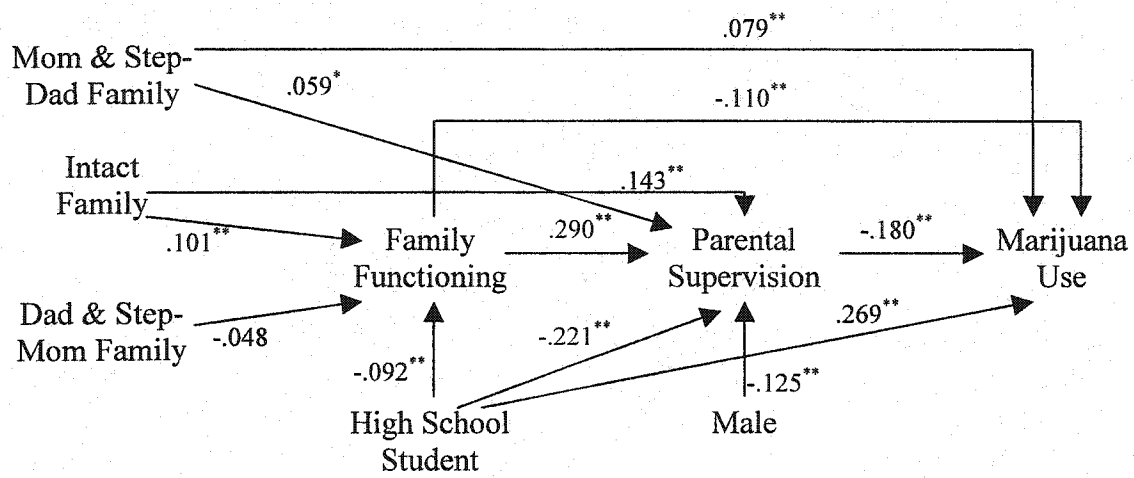 .079**
Mom & Step-
Dad Family
.059*
-.110**
Intact
Family
.143**
.101**
Family
Functioning
.290**
Parental
Supervision
-.180**
Marijuana
Use
Dad & Step-
Mom Family
-.048
-.092**
-.221**
-.125**
.269**
High School
Student
Male